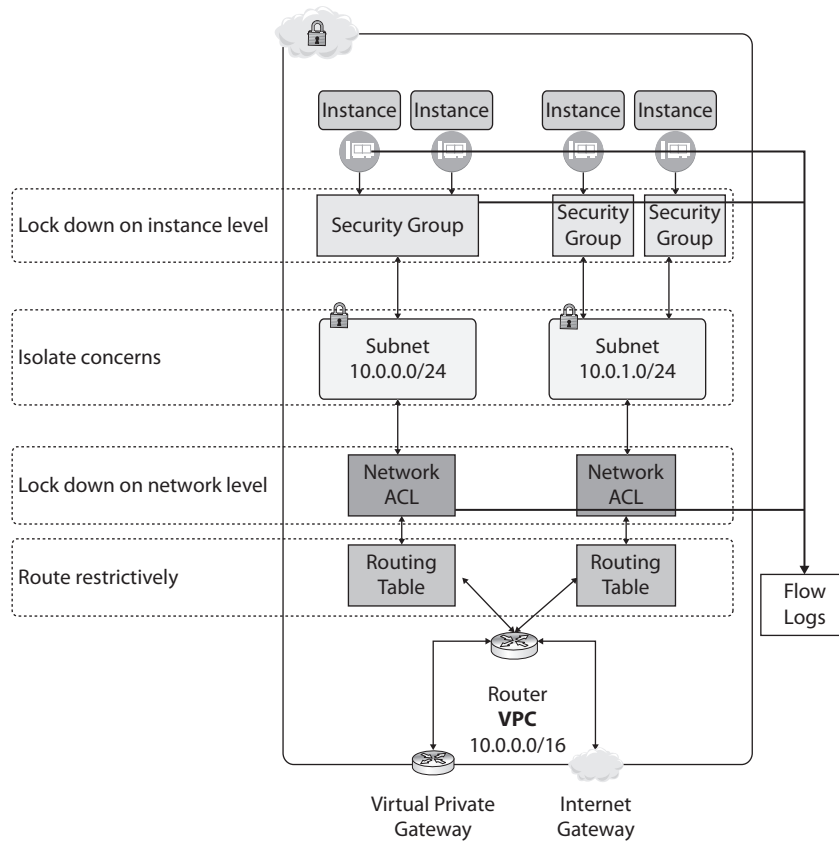 Instance
Instance
Instance
Instance
Lock down on instance level
Security Group
Security
Group
Security
Group
Isolate concerns
Subnet
10.0.0.0/24
Subnet
10.0.1.0/24
Lock down on network level
Network
ACL
Network
ACL
Route restrictively
Routing
Table
Routing
Table
Flow
Logs
Router
VPC
10.0.0.0/16
Virtual Private
Gateway
Internet
Gateway